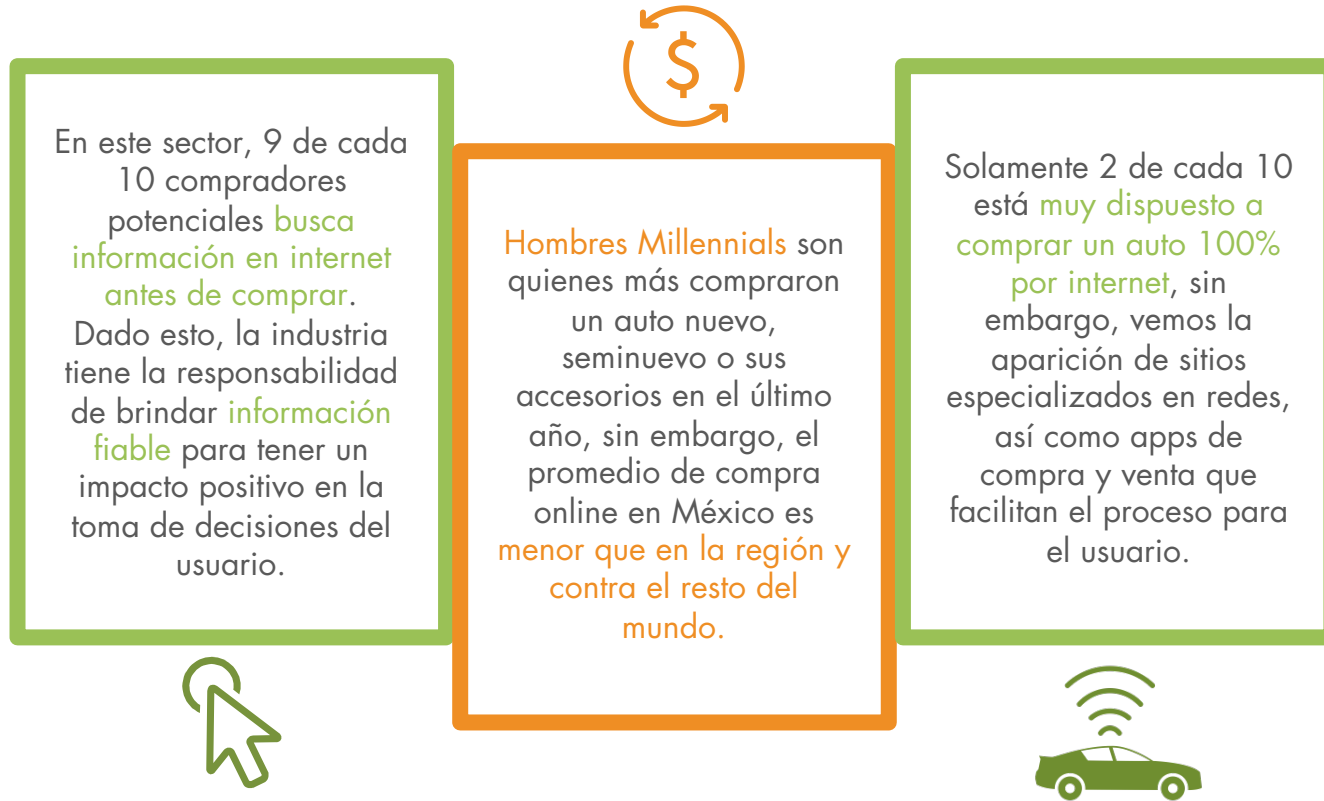 En este sector, 9 de cada
10 compradores
potenciales busca
información en internet
antes de comprar.
Dado esto, la industria
tiene la responsabilidad
de brindar información
fiable para tener un
impacto positivo en la
toma de decisiones del
usuario.
$
Hombres Millennials son
quienes más compraron
un auto nuevo,
seminuevo o sus
accesorios en el último
año, sin embargo, el
promedio de compra
online en México es
menor que en la región y
contra el resto del
mundo.
Solamente 2 de cada 10
está muy dispuesto a
comprar un auto 100%
por internet, sin
embargo, vemos la
aparición de sitios
especializados en redes,
así como apps de
compra y venta que
facilitan el proceso para
el usuario.